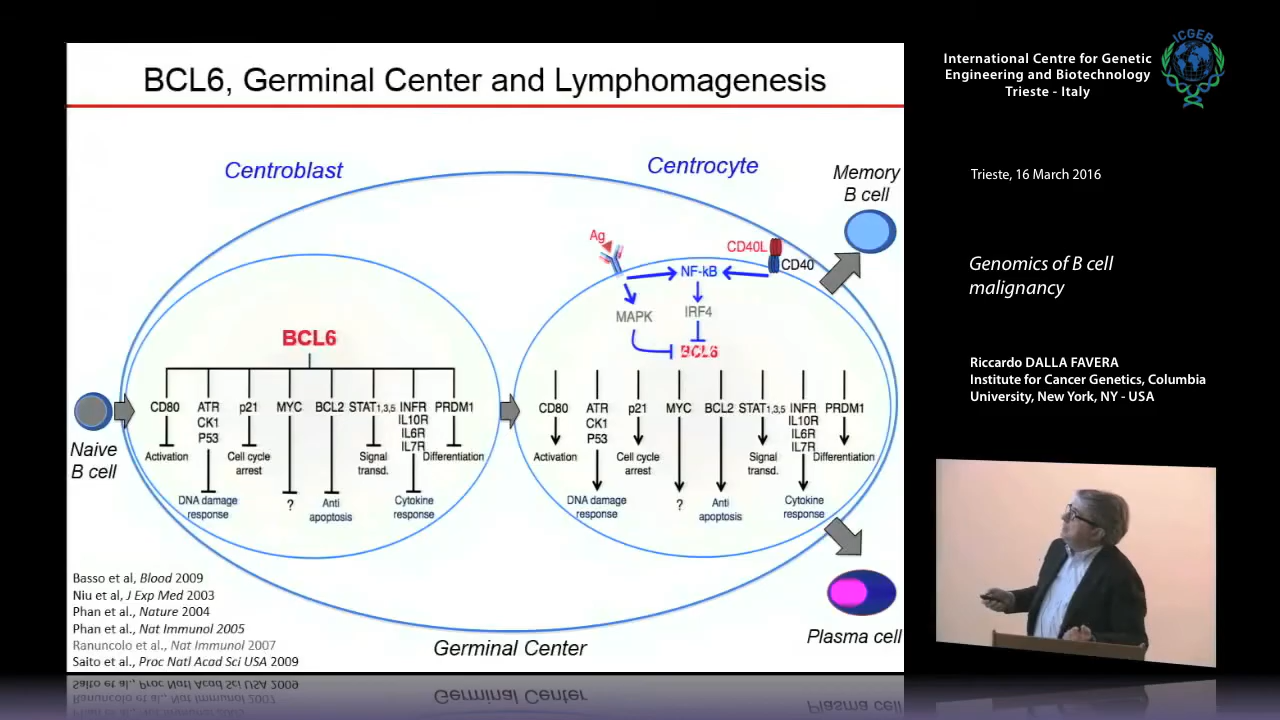 BCL6, Germinal Center and Lymphomagenesis
Centroblast
Centrocyte
Memory
B cell
Ag
CD40L
CD40
NF-kB
MAPK
IRF4
BCL6
BCL6
CD80
ATR
CK1
P53
p21
MYC
BCL2
STAT1,3,5
INFR
IL10R
IL6R
IL7R
PRDM1
Activation
Cell cycle
arrest
Signal
transd.
Differentiation
DNA damage
response
?
Anti
apoptosis
Cytokine
response
CD80
ATR
CK1
P53
p21
MYC
BCL2
STAT1,3,5
INFR
IL10R
IL6R
IL7R
PRDM1
Activation
Cell cycle
arrest
Signal
transd.
Differentiation
DNA damage
response
?
Anti
apoptosis
Cytokine
response
Naive
B cell
Plasma cell
Germinal Center
Basso et al, Blood 2009
Niu et al, J Exp Med 2003
Phan et al., Nature 2004
Phan et al., Nat Immunol 2005
Ranuncolo et al., Nat Immunol 2007
Saito et al., Proc Natl Acad Sci USA 2009
International Centre for Genetic
Engineering and Biotechnology
Trieste - Italy
ICGEB
Trieste, 16 March 2016
Genomics of B cell
malignancy
Riccardo DALLA FAVERA
Institute for Cancer Genetics, Columbia
University, New York, NY - USA